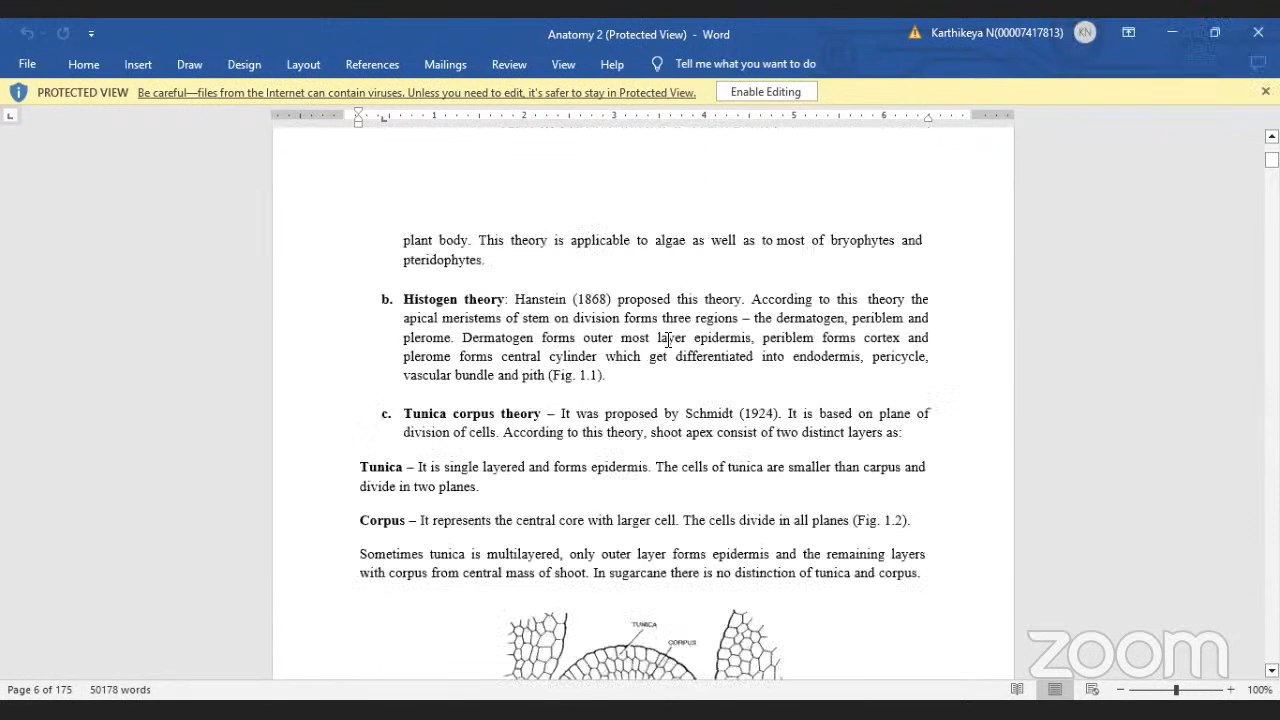 Anatomy 2 (Protected View) - Word
Karthikeya N(00007417813)
KN
File Home Insert Draw Design Layout References Mailings Review View Help Tell me what you want to do
PROTECTED VIEW Be careful—files from the Internet can contain viruses. Unless you need to edit, it's safer to stay in Protected View. Enable Editing
1 2 3 4 5 6
plant body. This theory is applicable to algae as well as to most of bryophytes and
pteridophytes.
b. Histogen theory: Hanstein (1868) proposed this theory. According to this theory the
apical meristems of stem on division forms three regions – the dermatogen, periblem and
plerome. Dermatogen forms outer most layer epidermis, periblem forms cortex and
plerome forms central cylinder which get differentiated into endodermis, pericycle,
vascular bundle and pith (Fig. 1.1).
c. Tunica corpus theory – It was proposed by Schmidt (1924). It is based on plane of
division of cells. According to this theory, shoot apex consist of two distinct layers as:
Tunica – It is single layered and forms epidermis. The cells of tunica are smaller than carpus and
divide in two planes.
Corpus – It represents the central core with larger cell. The cells divide in all planes (Fig. 1.2).
Sometimes tunica is multilayered, only outer layer forms epidermis and the remaining layers
with corpus from central mass of shoot. In sugarcane there is no distinction of tunica and corpus.
TUNICA
CORPUS
zoom
Page 6 of 175 50178 words 100%